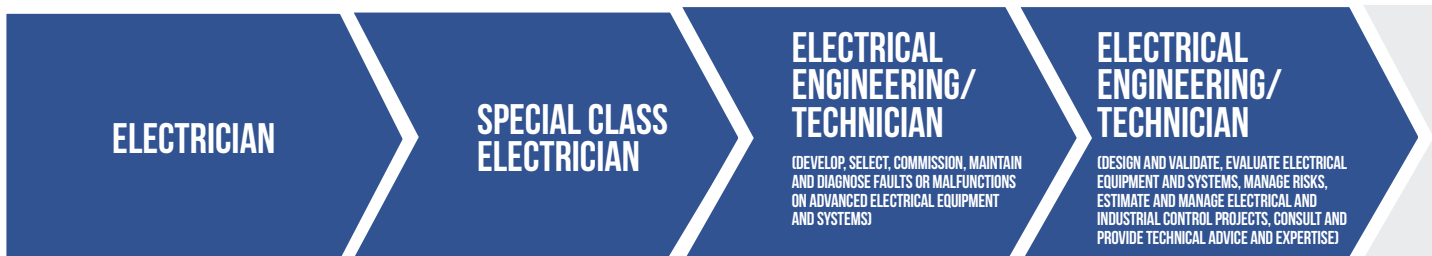 ELECTRICIAN
SPECIAL CLASS
ELECTRICIAN
ELECTRICAL
ENGINEERING/
TECHNICIAN
(DEVELOP, SELECT, COMMISSION, MAINTAIN
AND DIAGNOSE FAULTS OR MALFUNCTIONS
ON ADVANCED ELECTRICAL EQUIPMENT
AND SYSTEMS)
ELECTRICAL
ENGINEERING/
TECHNICIAN
(DESIGN AND VALIDATE, EVALUATE ELECTRICAL
EQUIPMENT AND SYSTEMS, MANAGE RISKS,
ESTIMATE AND MANAGE ELECTRICAL AND
INDUSTRIAL CONTROL PROJECTS, CONSULT AND
PROVIDE TECHNICAL ADVICE AND EXPERTISE)